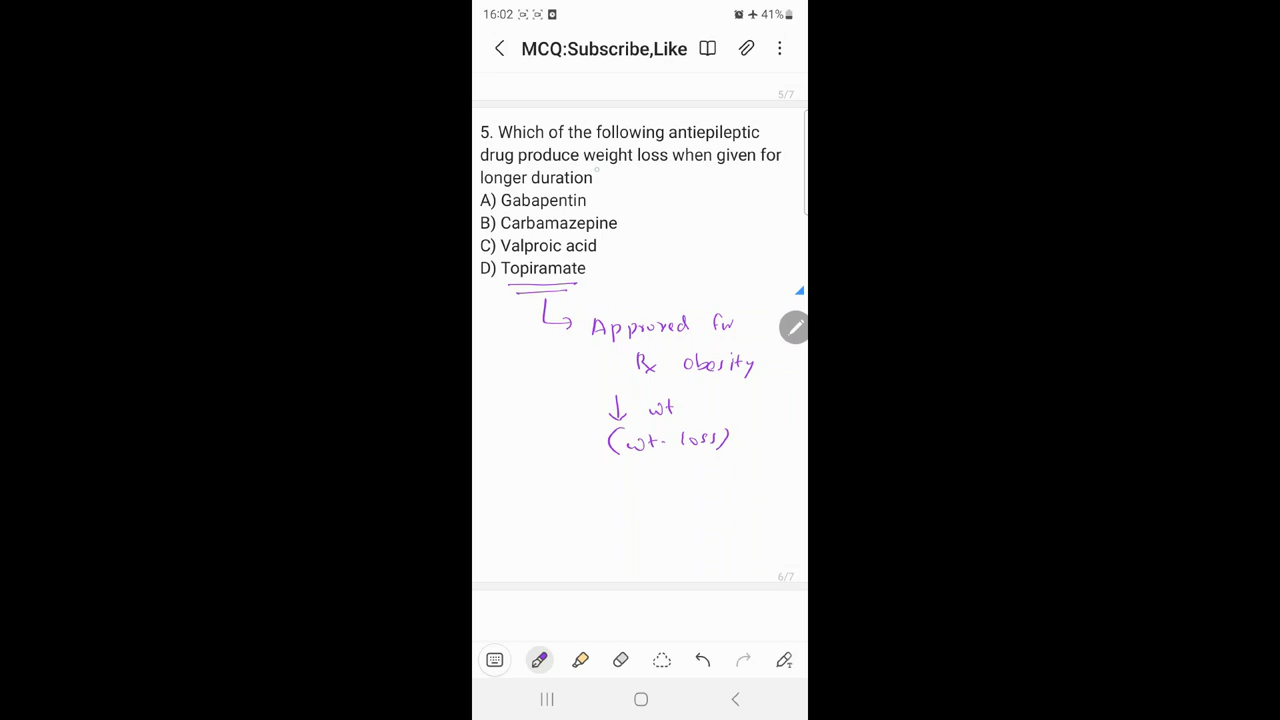 16:02
41%
MCQ:Subscribe,Like
5/7
5. Which of the following antiepileptic
drug produce weight loss when given for
longer duration
A) Gabapentin
B) Carbamazepine
C) Valproic acid
D) Topiramate
Approved for
Rx obesity
↓ wt
(wt. loss)
6/7